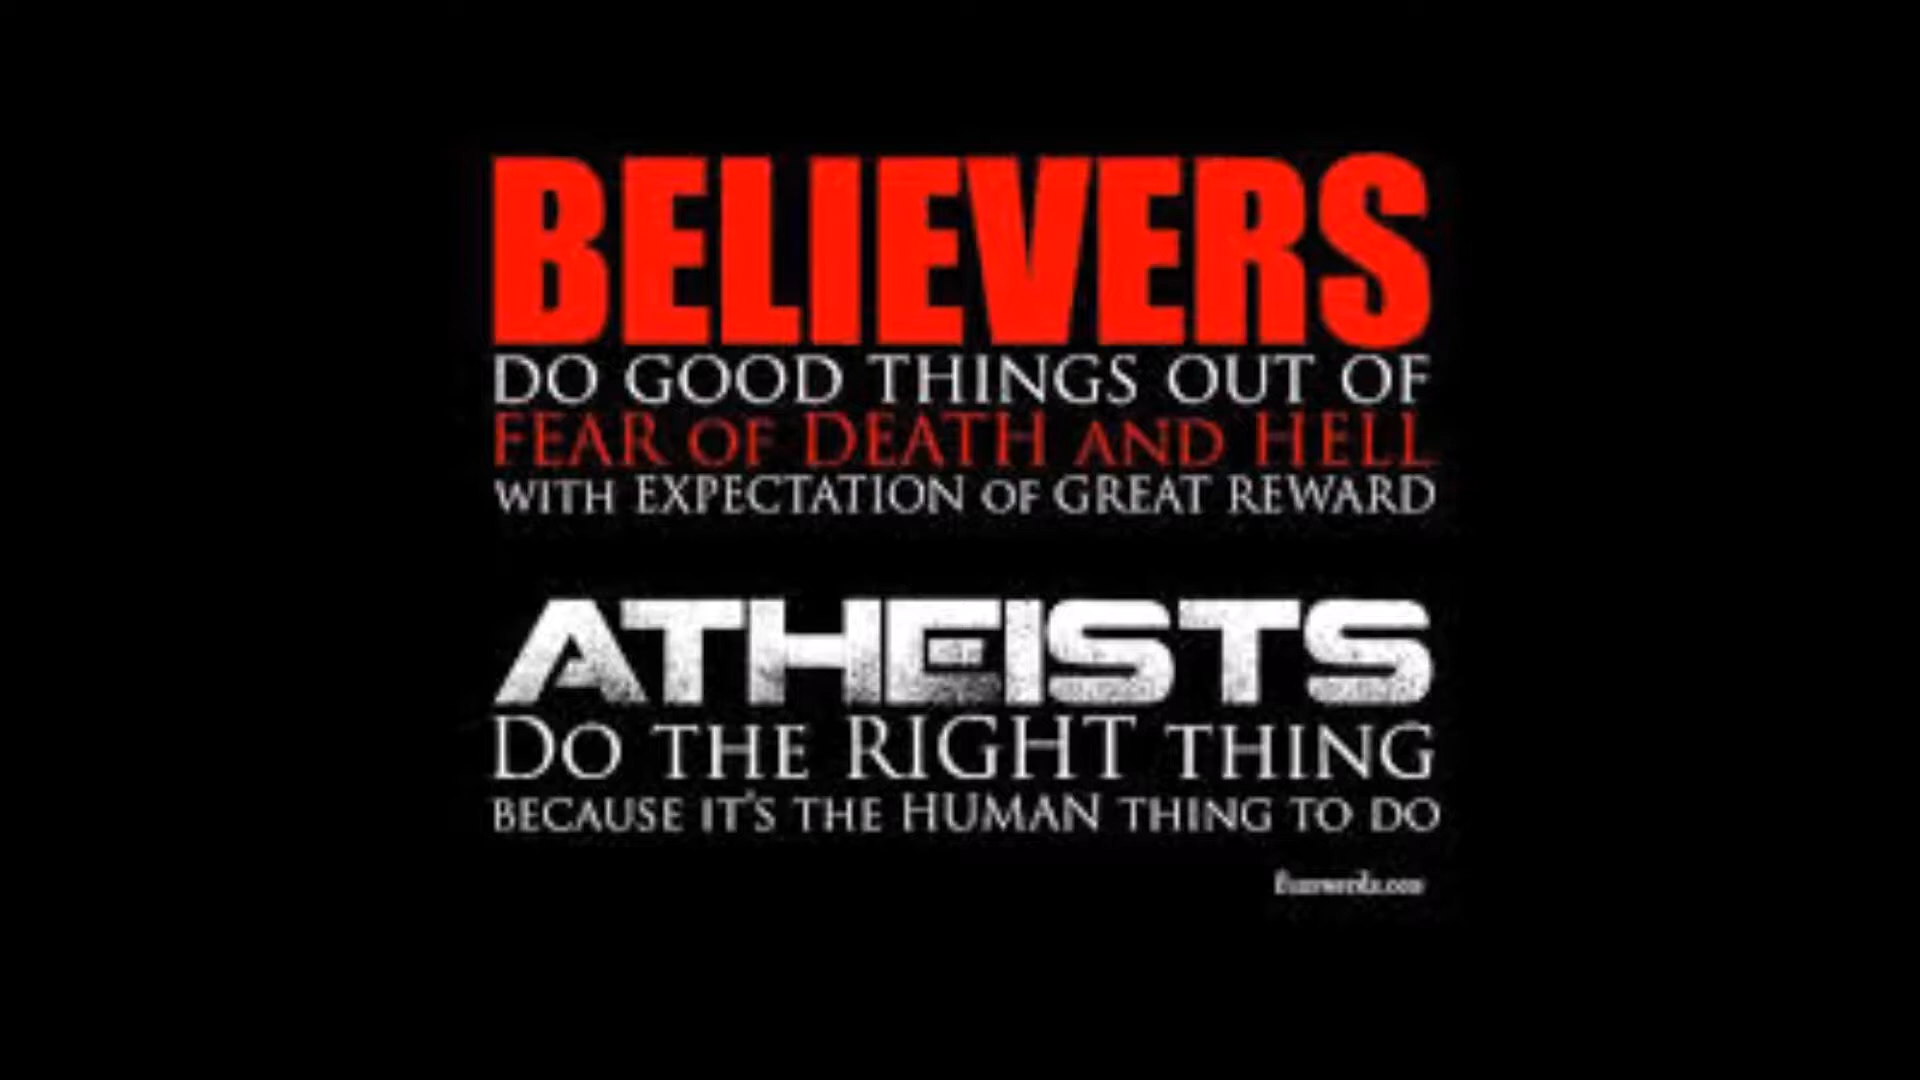 BELIEVERS
DO GOOD THINGS OUT OF
FEAR OF DEATH AND HELL
WITH EXPECTATION OF GREAT REWARD
ATHEISTS
DO THE RIGHT THING
BECAUSE IT'S THE HUMAN THING TO DO